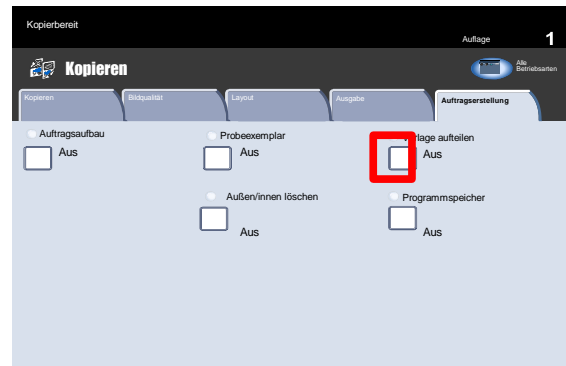 Kopierbereit
Auflage 1
Kopieren
Alle
Betriebsarten
Kopieren Bildqualität Layout Ausgabe Auftragserstellung
Auftragsaufbau Probeexemplar Vorlage aufteilen
Aus Aus Aus
Außen/innen löschen Programmspeicher
Aus Aus